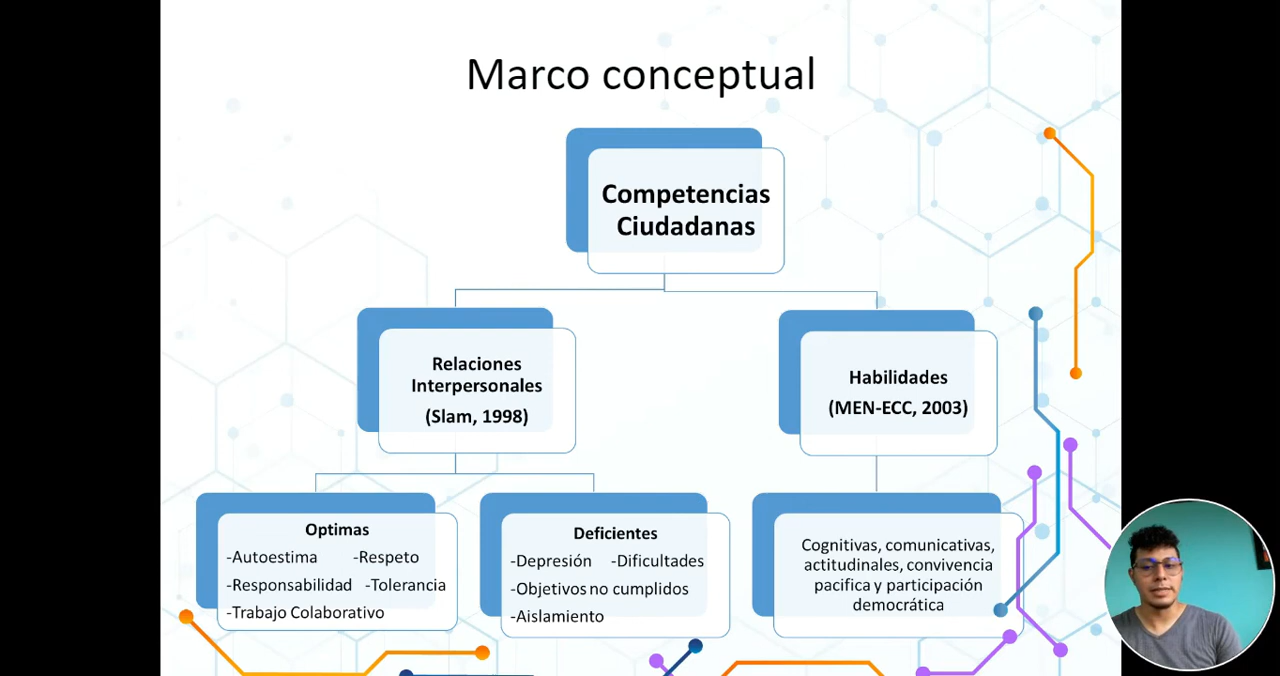 Marco conceptual
Competencias
Ciudadanas
Relaciones
Interpersonales
(Slam, 1998)
Habilidades
(MEN-ECC, 2003)
Optimas
-Autoestima -Respeto
-Responsabilidad -Tolerancia
-Trabajo Colaborativo
Deficientes
-Depresión -Dificultades
-Objetivos no cumplidos
-Aislamiento
Cognitivas, comunicativas,
actitudinales, convivencia
pacifica y participación
democrática